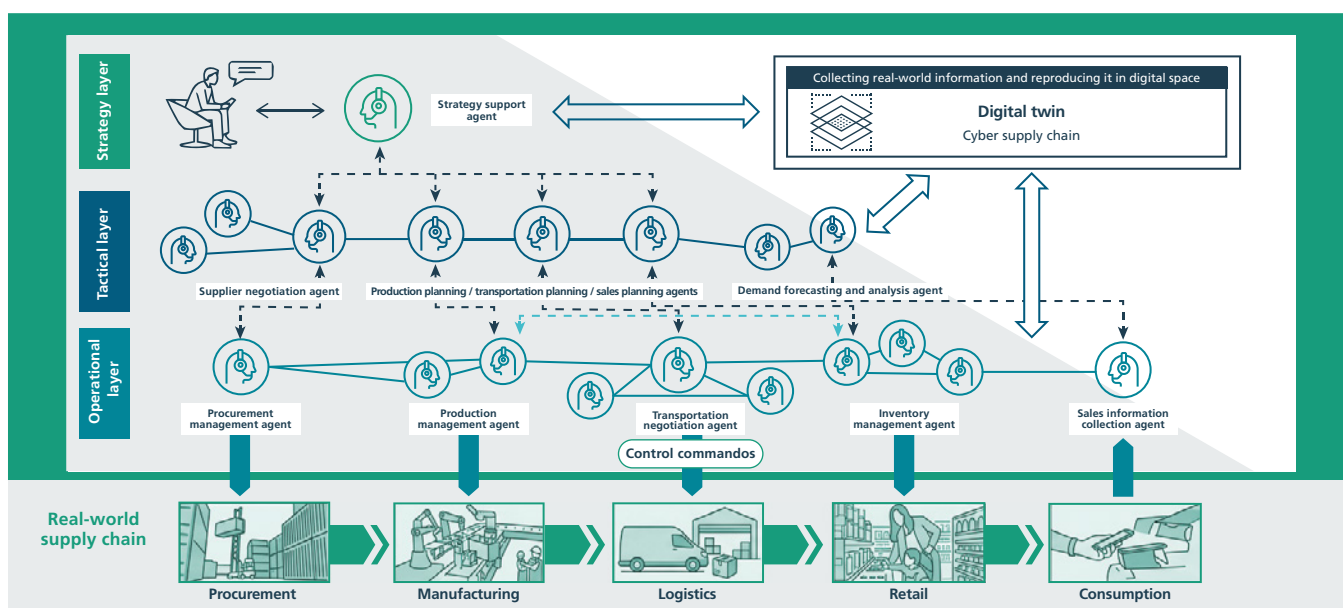 Strategy layer
Strategy support
agent
Collecting real-world information and reproducing it in digital space
Digital twin
Cyber supply chain
Tactical layer
Supplier negotiation agent
Production planning / transportation planning / sales planning agents
Demand forecasting and analysis agent
Operational
layer
Procurement
management agent
Production
management agent
Transportation
negotiation agent
Inventory
management agent
Sales information
collection agent
Control commandos
Real-world
supply chain
Procurement
Manufacturing
Logistics
Retail
Consumption